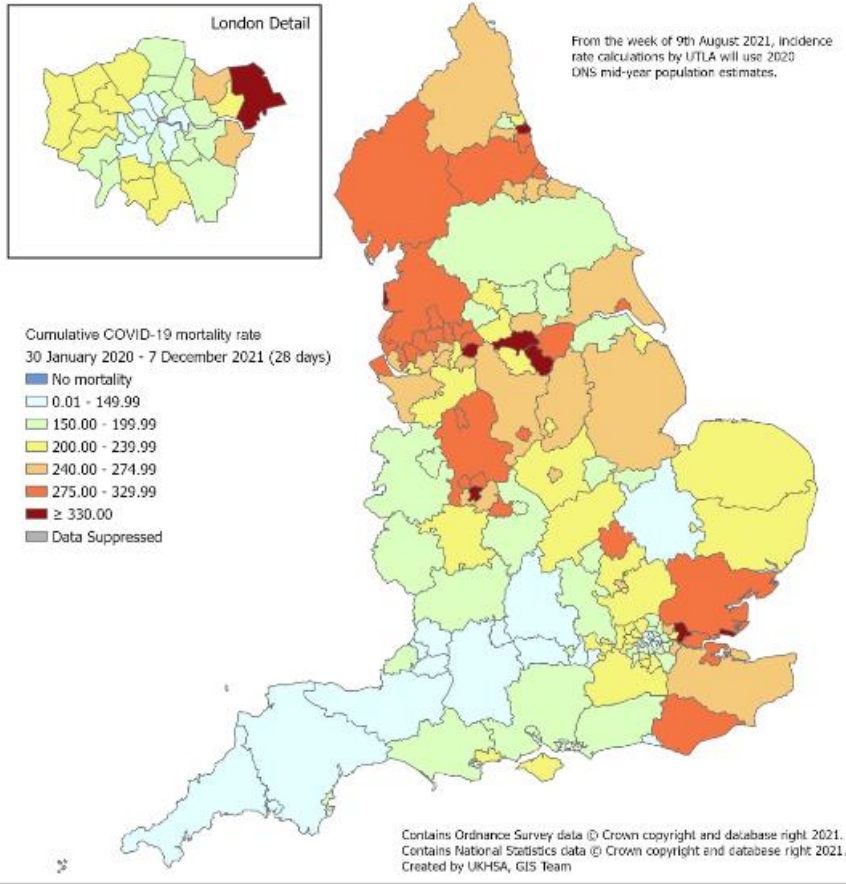 London Detail
From the week of 9th August 2021, incidence
rate calculations by UTLA will use 2020
ONS mid-year population estimates.
Cumulative COVID-19 mortality rate
30 January 2020 - 7 December 2021 (28 days)
No mortality
0.01 - 149.99
150.00 - 199.99
200.00 - 239.99
240.00 - 274.99
275.00 - 329.99
≥ 330.00
Data Suppressed
Contains Ordnance Survey data © Crown copyright and database right 2021.
Contains National Statistics data © Crown copyright and database right 2021.
Created by UKHSA, GIS Team